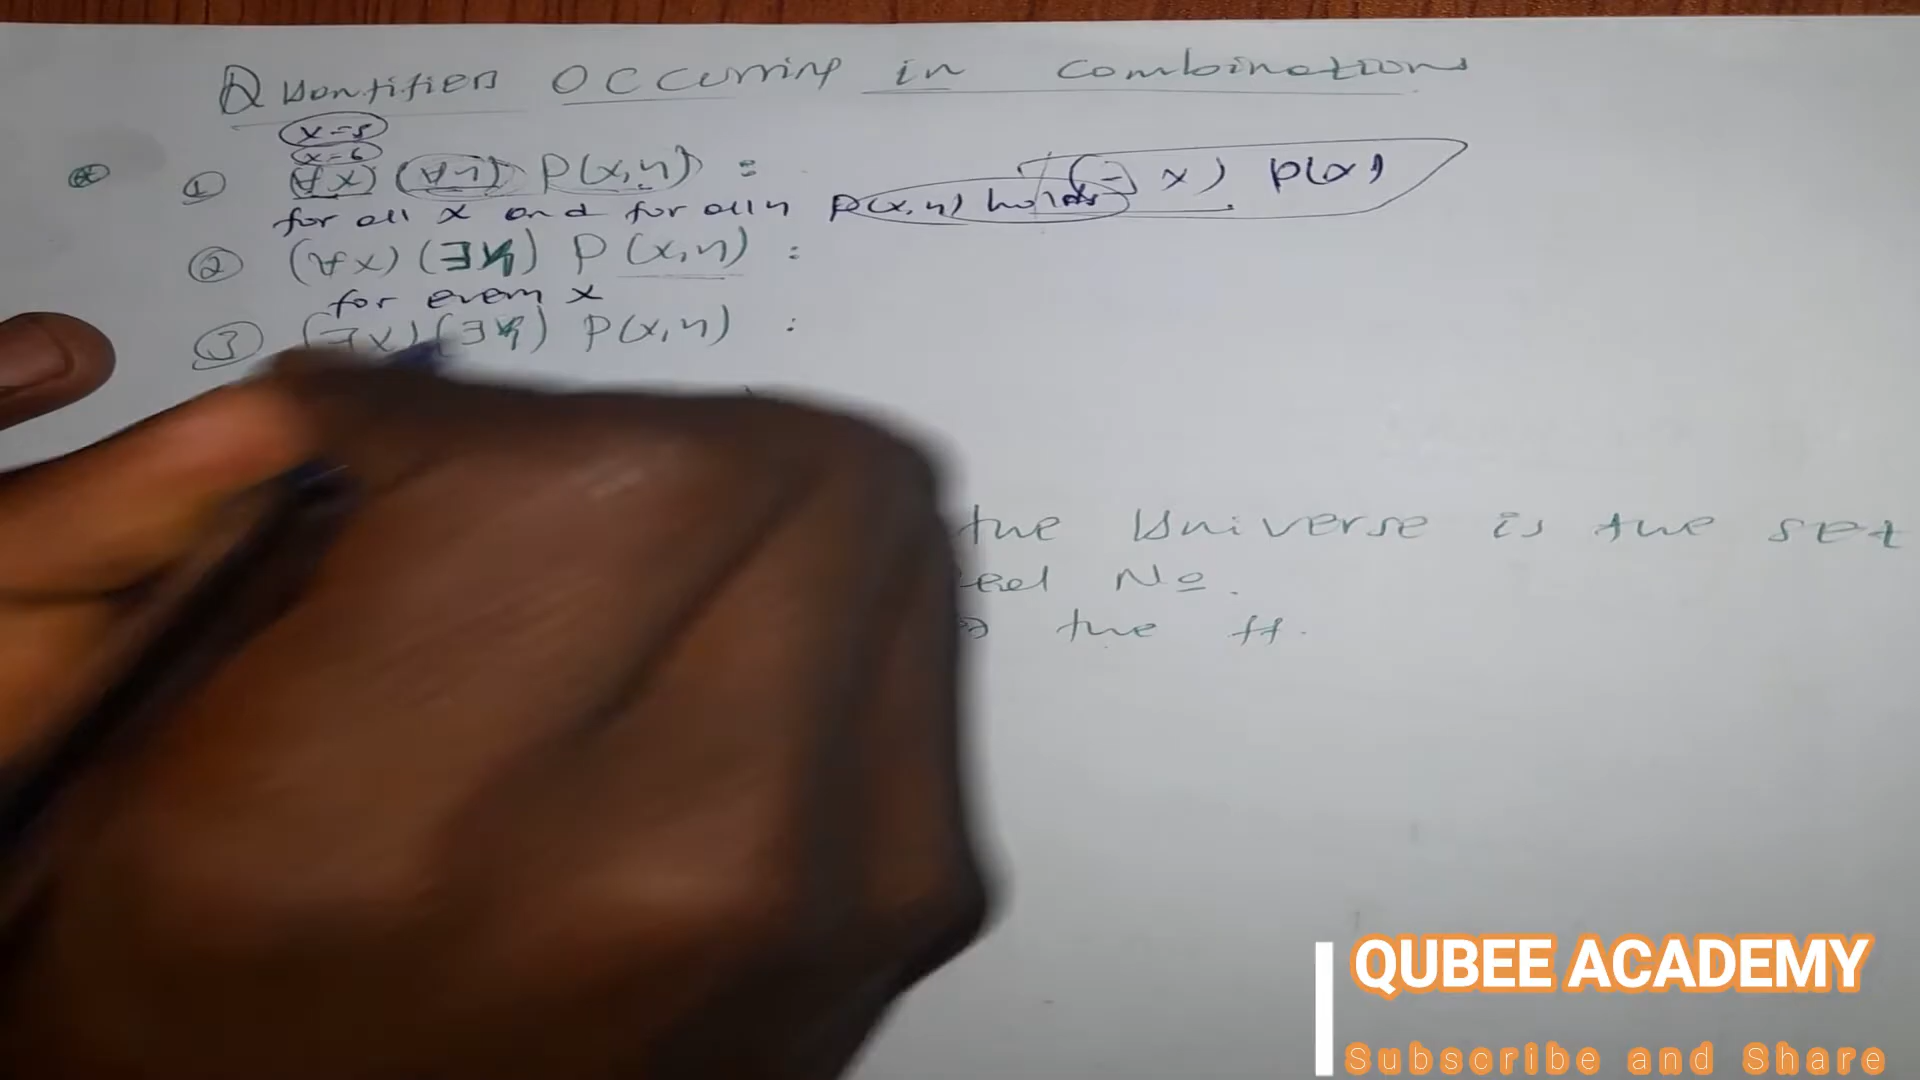 Quantifiers Occurring in Combinations
x=5
x=6
① (∀x) (∀y) P(x,y) :
(∃ x) P(x)
for all x and for all y P(x,y) holds
② (∀x) (∃y) P (x,y) :
for every x
③ (∃x) (∃y) P(x,y) :
the Universe is the set
No.
the ff.
QUBEE ACADEMY
Subscribe and Share